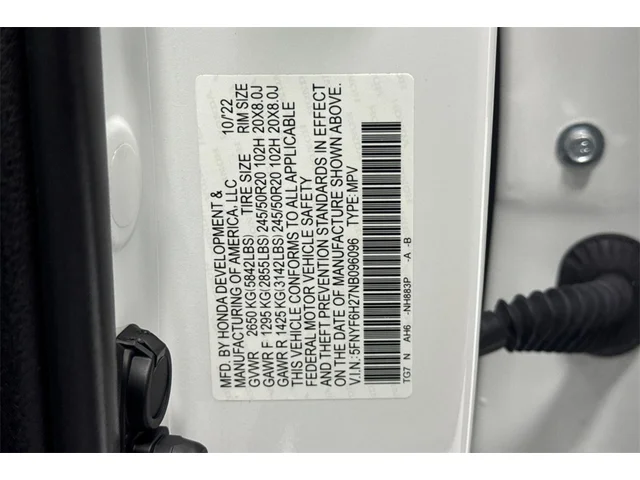 MFD. BY HONDA DEVELOPMENT & 10/'22
MANUFACTURING OF AMERICA, LLC
TIRE SIZE RIM SIZE
GVWR 2650 KG(5842LBS)
GAWR F 1295 KG(2855LBS) 245/50R20 102H 20X8.0J
GAWR R 1425 KG(3142LBS) 245/50R20 102H 20X8.0J
THIS VEHICLE CONFORMS TO ALL APPLICABLE
FEDERAL MOTOR VEHICLE SAFETY
AND THEFT PREVENTION STANDARDS IN EFFECT
ON THE DATE OF MANUFACTURE SHOWN ABOVE.
V.I.N.:5FNYF6H27NB096096 TYPE:MPV
TG7 N AH6 -NH883P -A -B